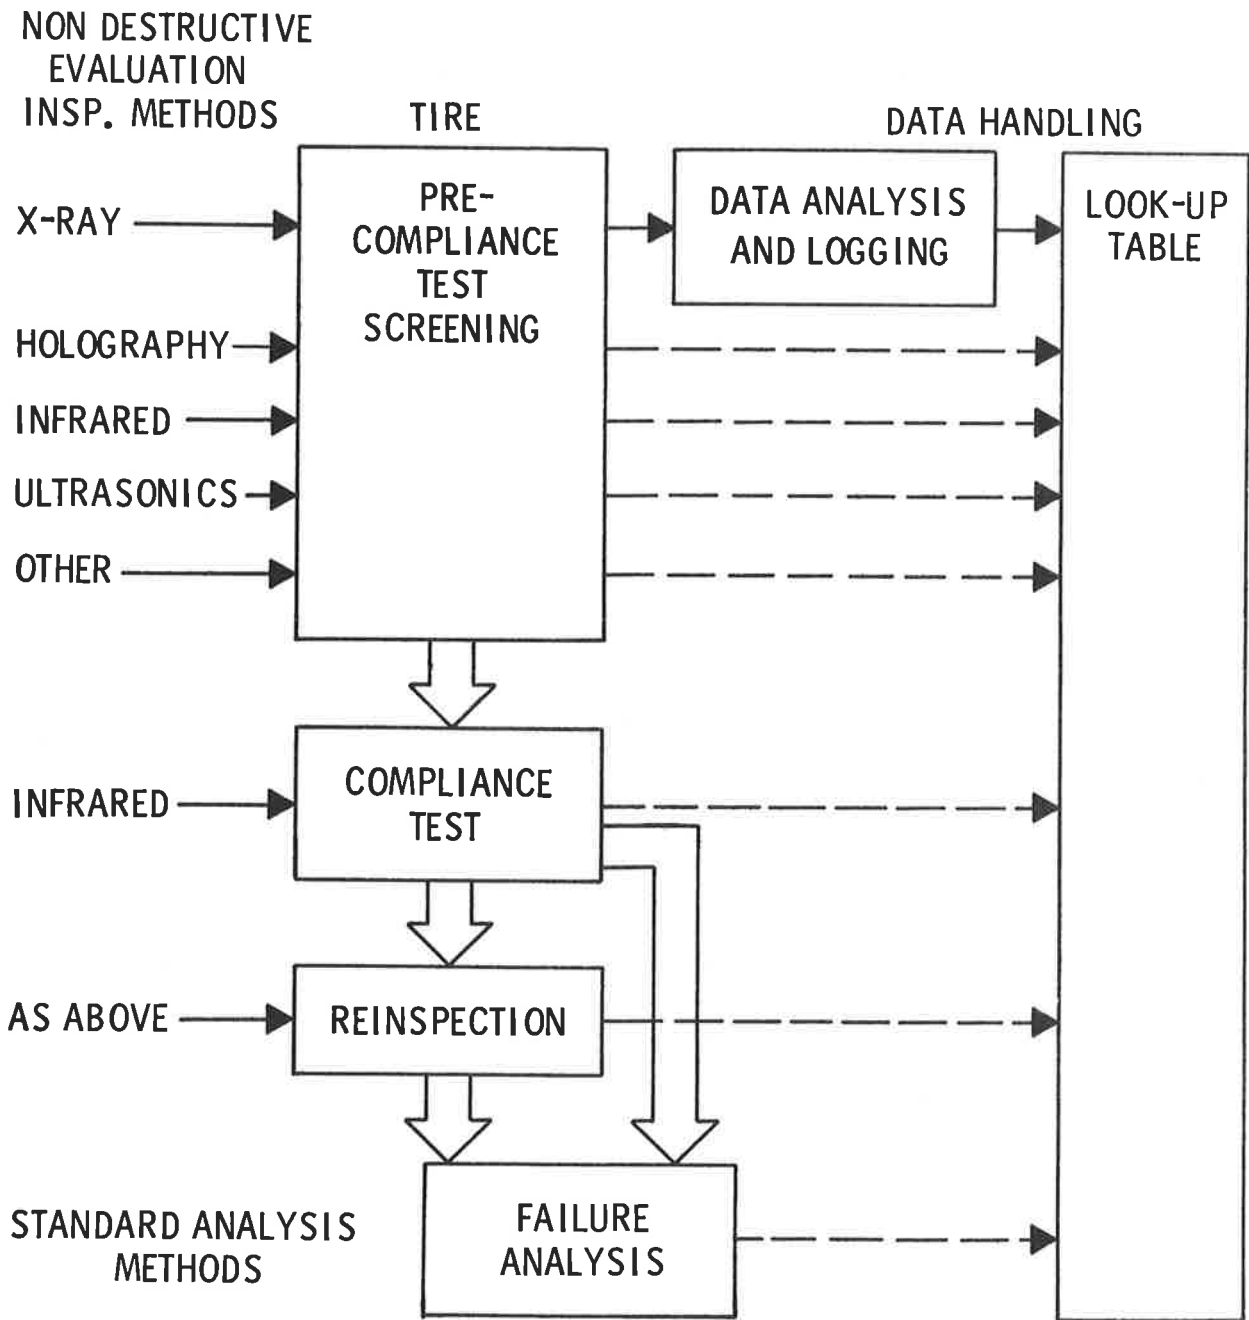 NON DESTRUCTIVE
EVALUATION
INSP. METHODS
TIRE
DATA HANDLING
X-RAY
PRE-
COMPLIANCE
TEST
SCREENING
DATA ANALYSIS
AND LOGGING
LOOK-UP
TABLE
HOLOGRAPHY
INFRARED
ULTRASONICS
OTHER
INFRARED
COMPLIANCE
TEST
AS ABOVE
REINSPECTION
STANDARD ANALYSIS
METHODS
FAILURE
ANALYSIS